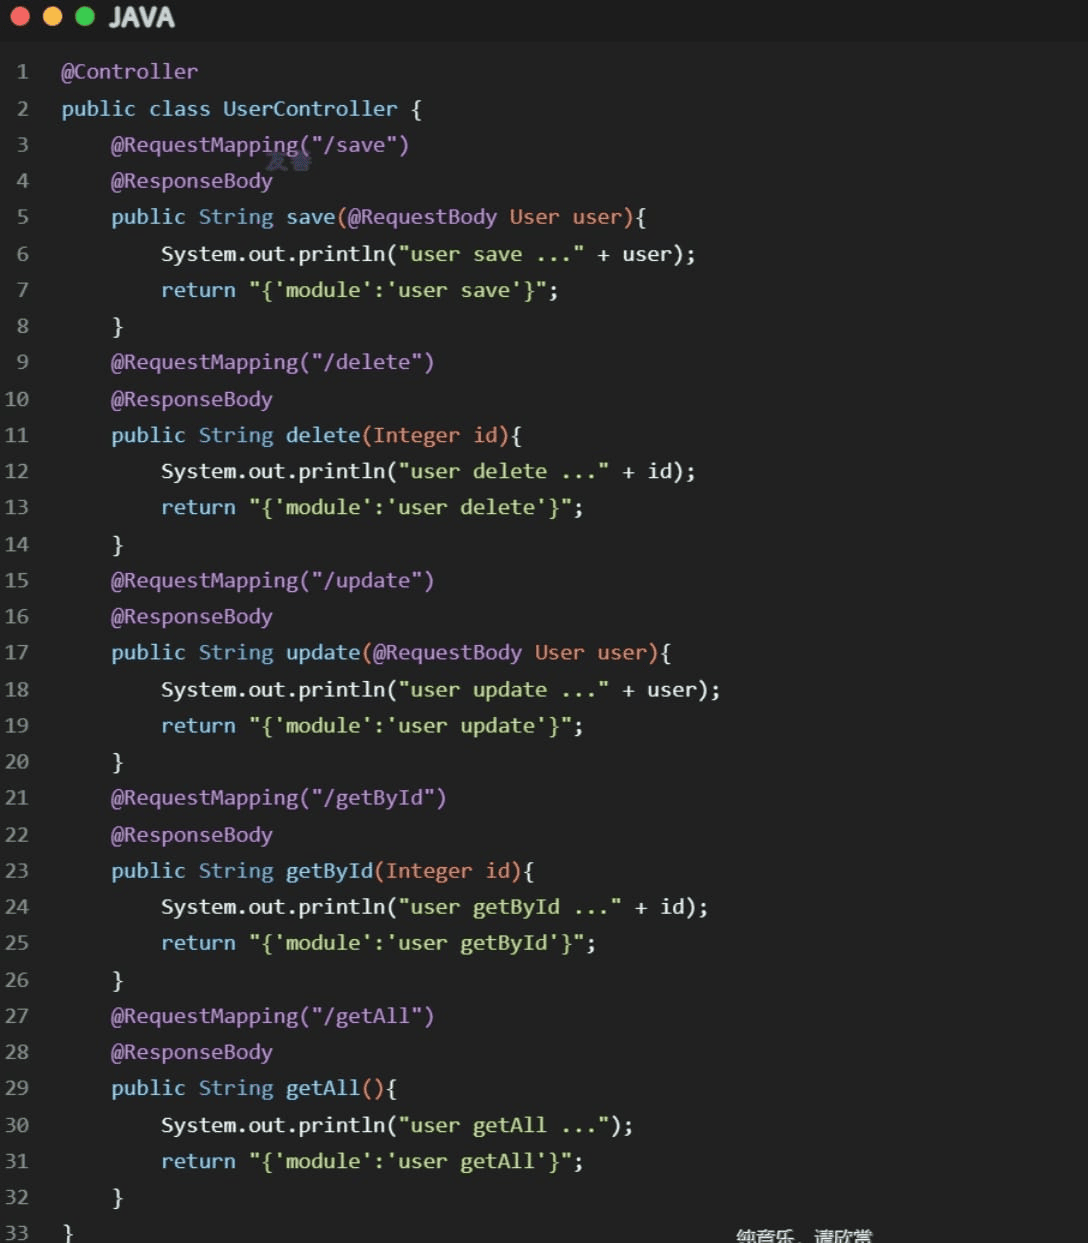 JAVA
1 @Controller
2 public class UserController {
3 @RequestMapping("/save")
友善
4 @ResponseBody
5 public String save(@RequestBody User user){
6 System.out.println("user save ..." + user);
7 return "{'module':'user save'}";
8 }
9 @RequestMapping("/delete")
10 @ResponseBody
11 public String delete(Integer id){
12 System.out.println("user delete ..." + id);
13 return "{'module':'user delete'}";
14 }
15 @RequestMapping("/update")
16 @ResponseBody
17 public String update(@RequestBody User user){
18 System.out.println("user update ..." + user);
19 return "{'module':'user update'}";
20 }
21 @RequestMapping("/getById")
22 @ResponseBody
23 public String getById(Integer id){
24 System.out.println("user getById ..." + id);
25 return "{'module':'user getById'}";
26 }
27 @RequestMapping("/getAll")
28 @ResponseBody
29 public String getAll(){
30 System.out.println("user getAll ...");
31 return "{'module':'user getAll'}";
32 }
33 }
纯音乐，请欣赏